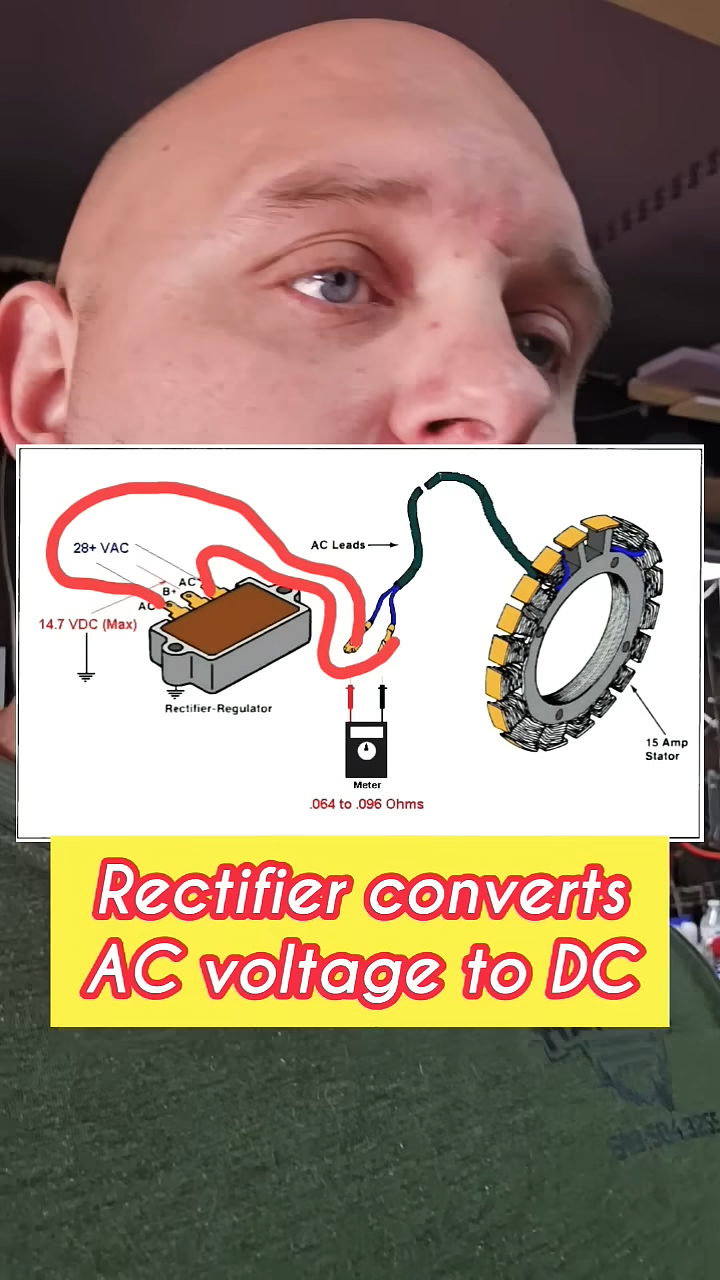 28+ VAC
AC
B+
AC
14.7 VDC (Max)
AC Leads
Rectifier-Regulator
Meter
.064 to .096 Ohms
15 Amp
Stator
Rectifier converts
AC voltage to DC